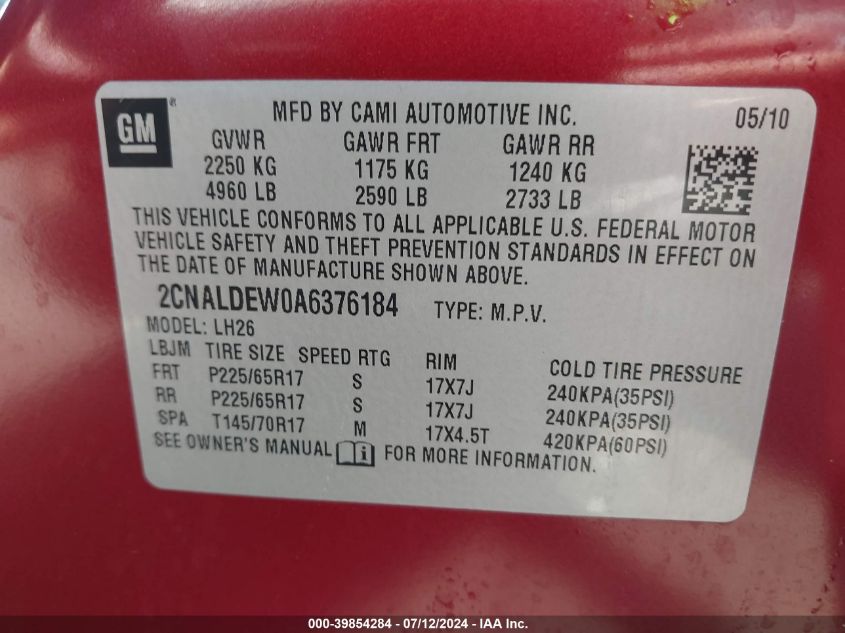 GM®
MFD BY CAMI AUTOMOTIVE INC. 05/10
GVWR GAWR FRT GAWR RR
2250 KG 1175 KG 1240 KG
4960 LB 2590 LB 2733 LB
THIS VEHICLE CONFORMS TO ALL APPLICABLE U.S. FEDERAL MOTOR
VEHICLE SAFETY AND THEFT PREVENTION STANDARDS IN EFFECT ON
THE DATE OF MANUFACTURE SHOWN ABOVE.
2CNALDEW0A6376184 TYPE: M.P.V.
MODEL: LH26
LBJM TIRE SIZE SPEED RTG RIM COLD TIRE PRESSURE
FRT P225/65R17 S 17X7J 240KPA(35PSI)
RR P225/65R17 S 17X7J 240KPA(35PSI)
SPA T145/70R17 M 17X4.5T 420KPA(60PSI)
SEE OWNER'S MANUAL i FOR MORE INFORMATION.
000-39854284 - 07/12/2024 - IAA Inc.